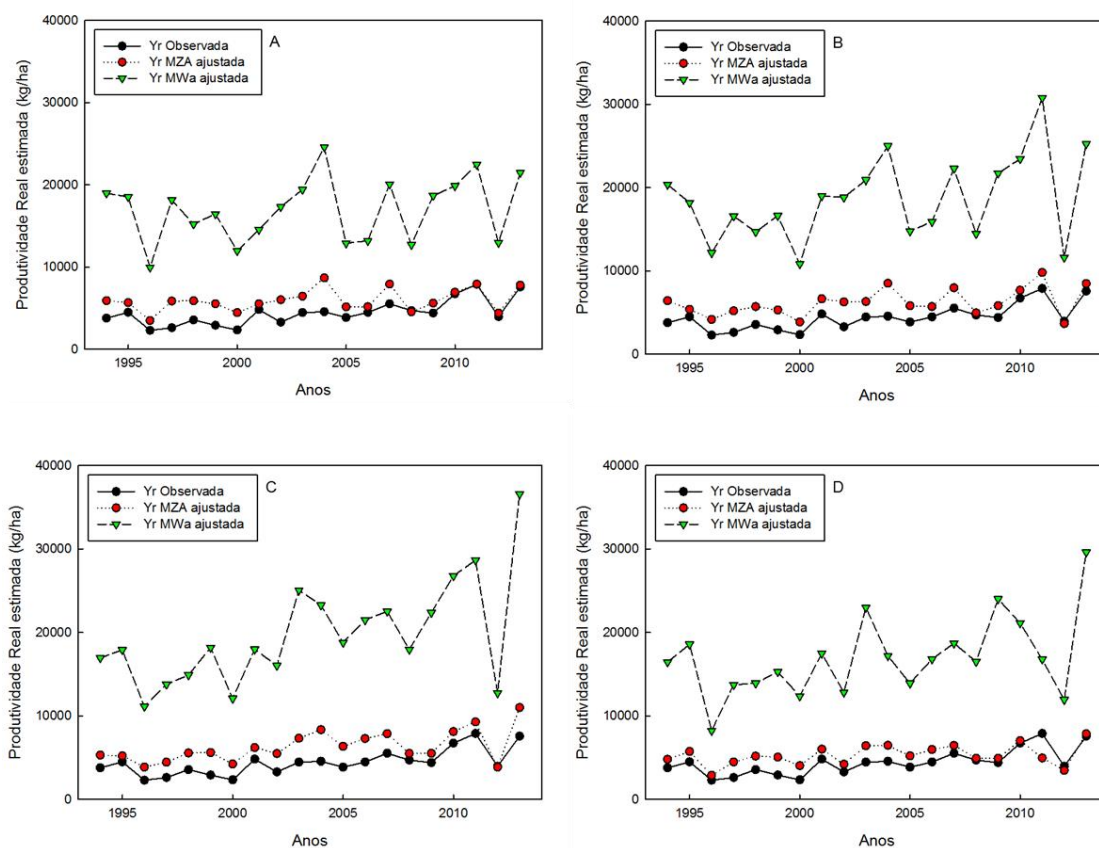 A
Yr Observada
Yr MZA ajustada
Yr MWa ajustada
Produtividade Real estimada (kg/ha)
40000
30000
20000
10000
0
1995
2000
2005
2010
Anos
B
Yr Observada
Yr MZA ajustada
Yr MWa ajustada
Produtividade Real estimada (kg/ha)
40000
30000
20000
10000
0
1995
2000
2005
2010
Anos
C
Yr Observada
Yr MZA ajustada
Yr MWa ajustada
Produtividade Real estimada (kg/ha)
40000
30000
20000
10000
0
1995
2000
2005
2010
Anos
D
Yr Observada
Yr MZA ajustada
Yr MWa ajustada
Produtividade Real estimada (kg/ha)
40000
30000
20000
10000
0
1995
2000
2005
2010
Anos